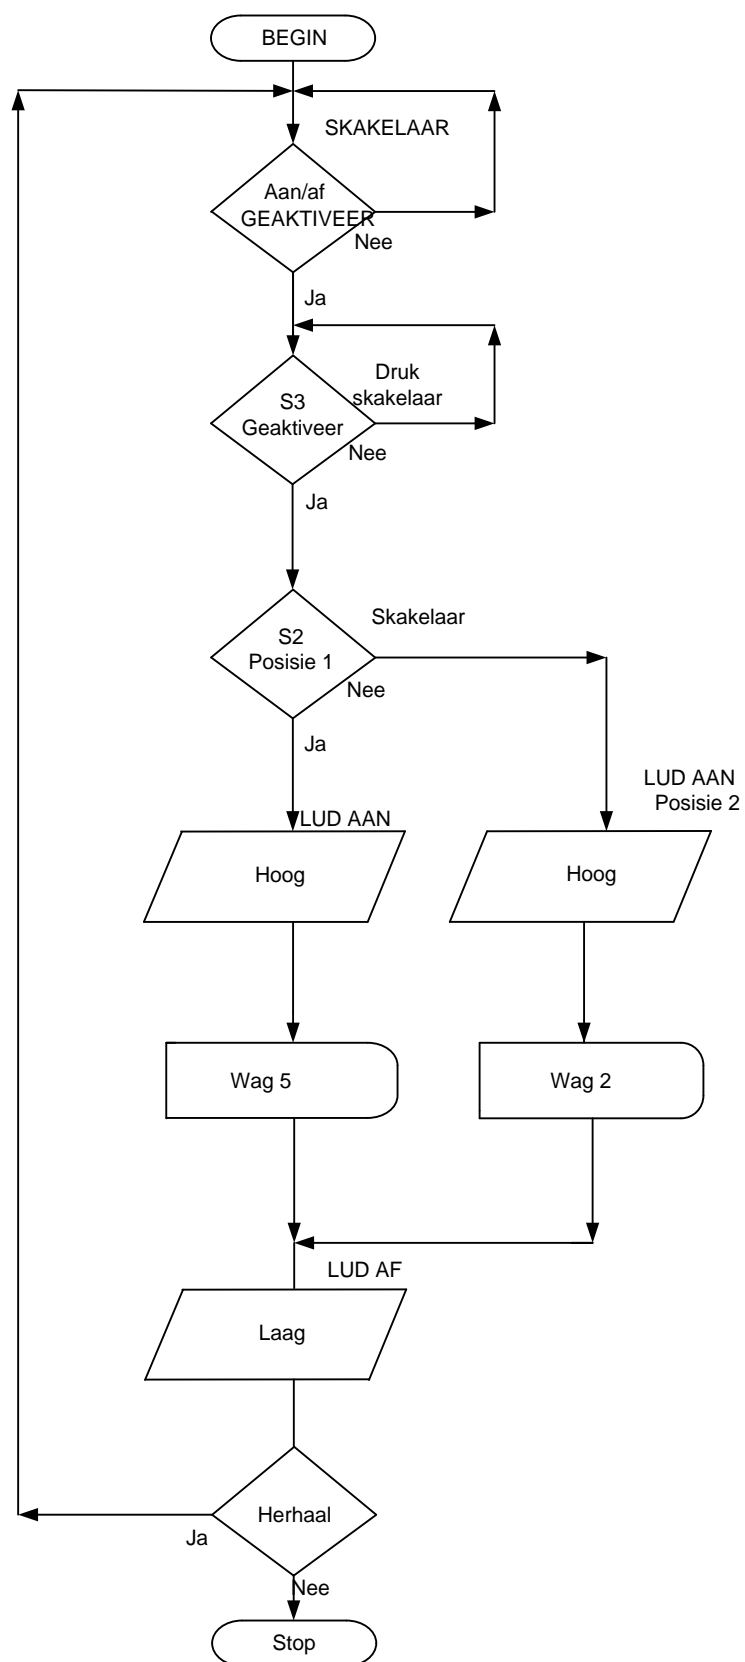 BEGIN
SKAKELAAR
Aan/af
GEAKTIVEER
Nee
Ja
Druk
skakelaar
S3
Geaktiveer
Nee
Ja
Skakelaar
S2
Posisie 1
Nee
Ja
LUD AAN
Posisie 2
LUD AAN
Hoog
Hoog
Wag 5
Wag 2
LUD AF
Laag
Herhaal
Ja
Nee
Stop